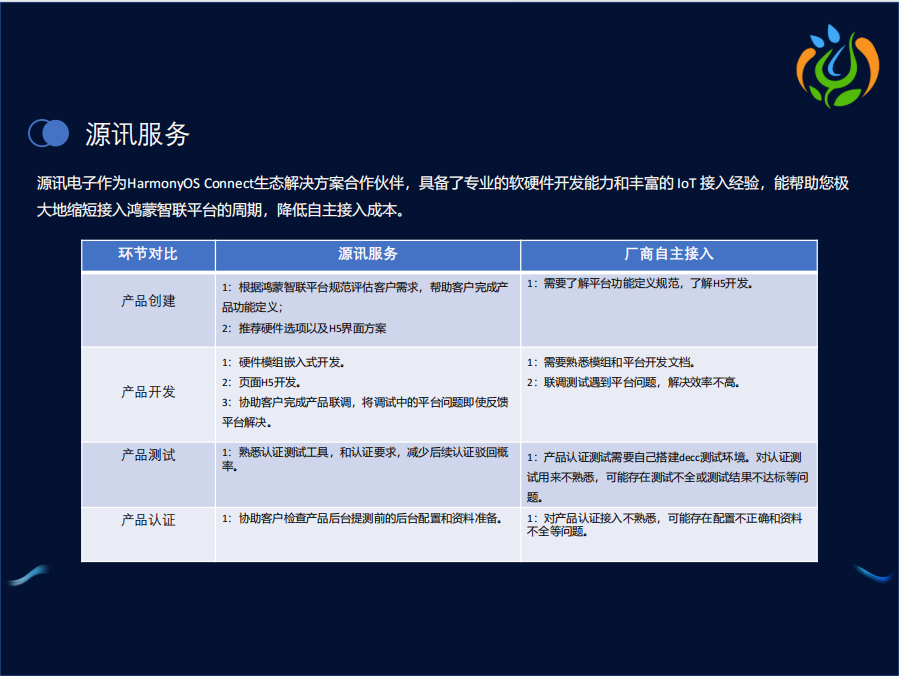 源讯服务
源讯电子作为HarmonyOS Connect生态解决方案合作伙伴，具备了专业的软硬件开发能力和丰富的 IoT 接入经验，能帮助您极
大地缩短接入鸿蒙智联平台的周期，降低自主接入成本。
环节对比
源讯服务
厂商自主接入
产品创建
1：根据鸿蒙智联平台规范评估客户需求，帮助客户完成产
品功能定义；
2：推荐硬件选项以及H5界面方案
1：需要了解平台功能定义规范，了解H5开发。
产品开发
1：硬件模组嵌入式开发。
2：页面H5开发。
3：协助客户完成产品联调，将调试中的平台问题即使反馈
平台解决。
1：需要熟悉模组和平台开发文档。
2：联调测试遇到平台问题，解决效率不高。
产品测试
1：熟悉认证测试工具，和认证要求，减少后续认证驳回概
率。
1：产品认证测试需要自己搭建decc测试环境。对认证测
试用来不熟悉，可能存在测试不全或测试结果不达标等问
题。
产品认证
1：协助客户检查产品后台提测前的后台配置和资料准备。
1：对产品认证接入不熟悉，可能存在配置不正确和资料
不全等问题。